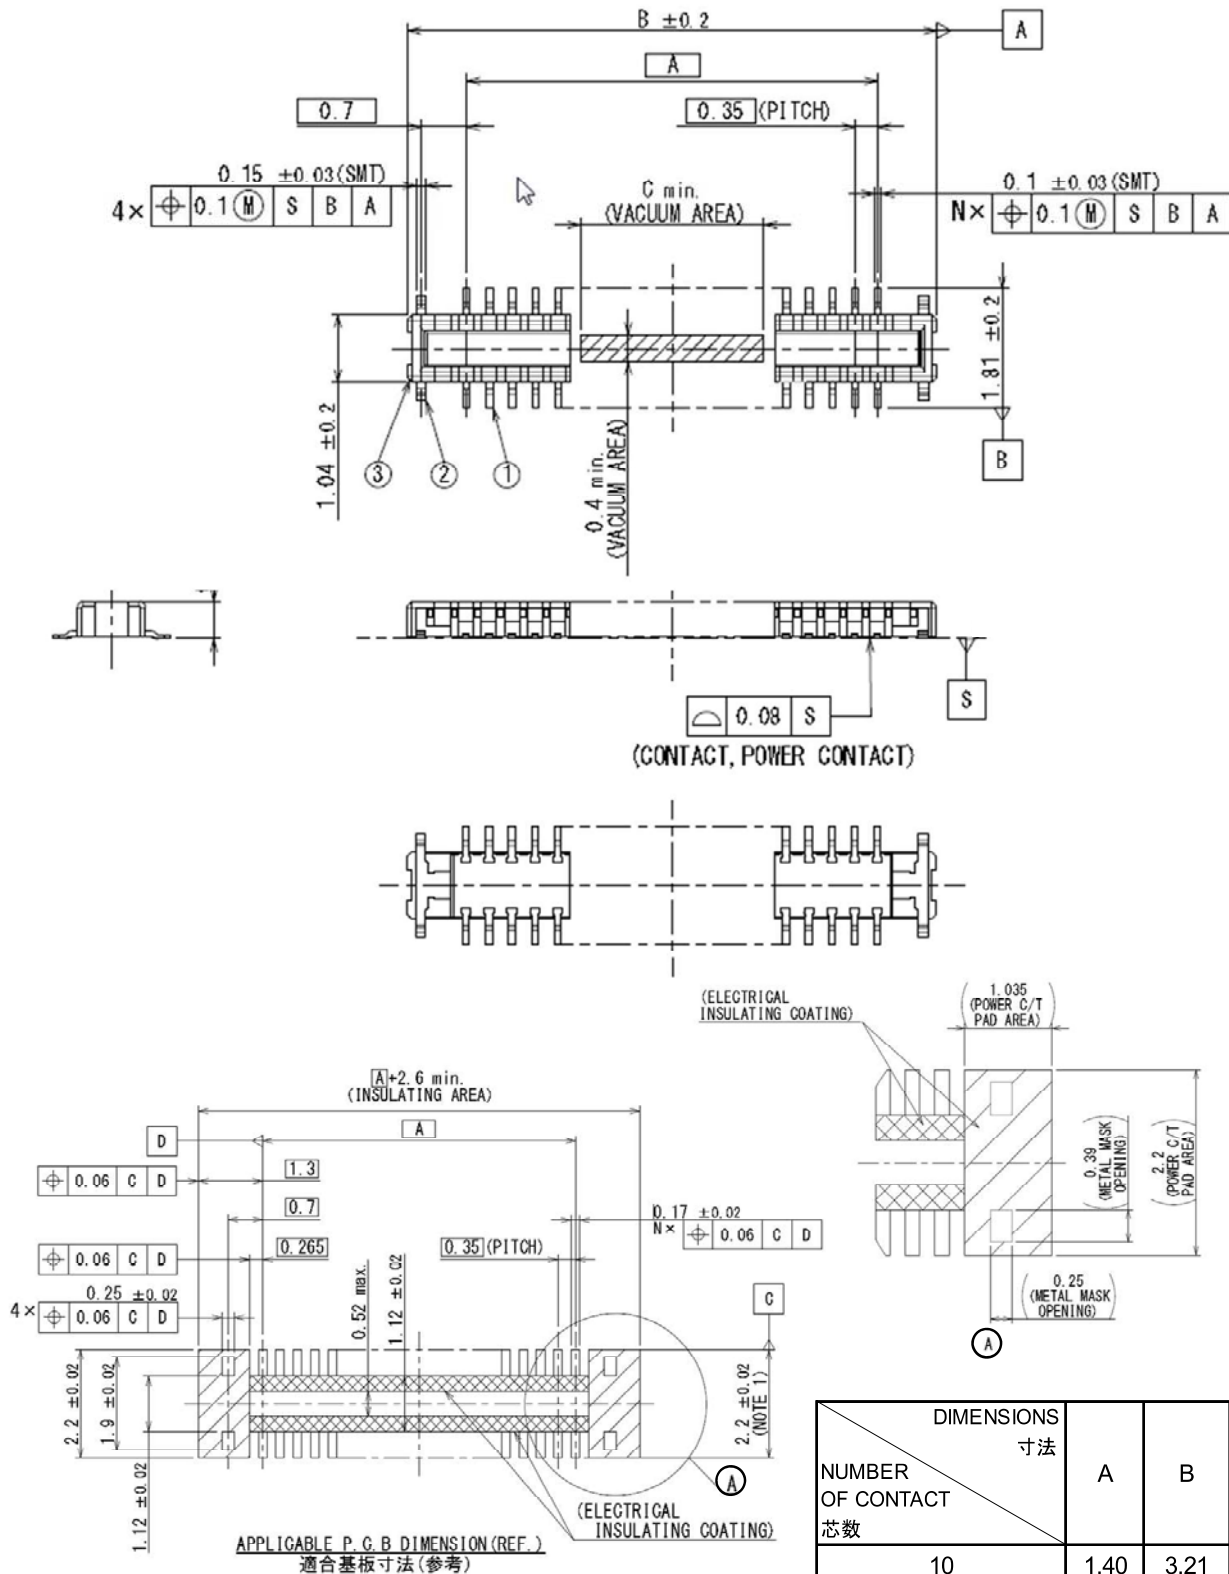 B ±0.2
A
A
0.7
0.35 (PITCH)
0.15 ±0.03(SMT)
4× 0.1 Ⓜ S B A
C min.
(VACUUM AREA)
0.1 ±0.03(SMT)
N× 0.1 Ⓜ S B A
1.04 ±0.2
1.81 ±0.2
B
③ ② ①
0.4 min.
(VACUUM AREA)
S
0.08 S
(CONTACT, POWER CONTACT)
(ELECTRICAL
INSULATING COATING)
(1.035
(POWER C/T
PAD AREA)
0.39
(METAL MASK
OPENING)
2.2
(POWER C/T
PAD AREA)
0.25
(METAL MASK
OPENING)
A
A+2.6 min.
(INSULATING AREA)
D
A
0.06 C D
1.3
0.7
0.06 C D
0.265
0.35 (PITCH)
0.17 ±0.02
N× 0.06 C D
0.25 ±0.02
4× 0.06 C D
0.52 max.
1.12 ±0.02
C
2.2 ±0.02
1.9 ±0.02
1.12 ±0.02
2.2 ±0.02
(NOTE 1)
A
(ELECTRICAL
INSULATING COATING)
APPLICABLE P.C.B DIMENSION(REF.)
適合基板寸法(参考)
DIMENSIONS
寸法
NUMBER
OF CONTACT
芯数
A B
10 1.40 3.21